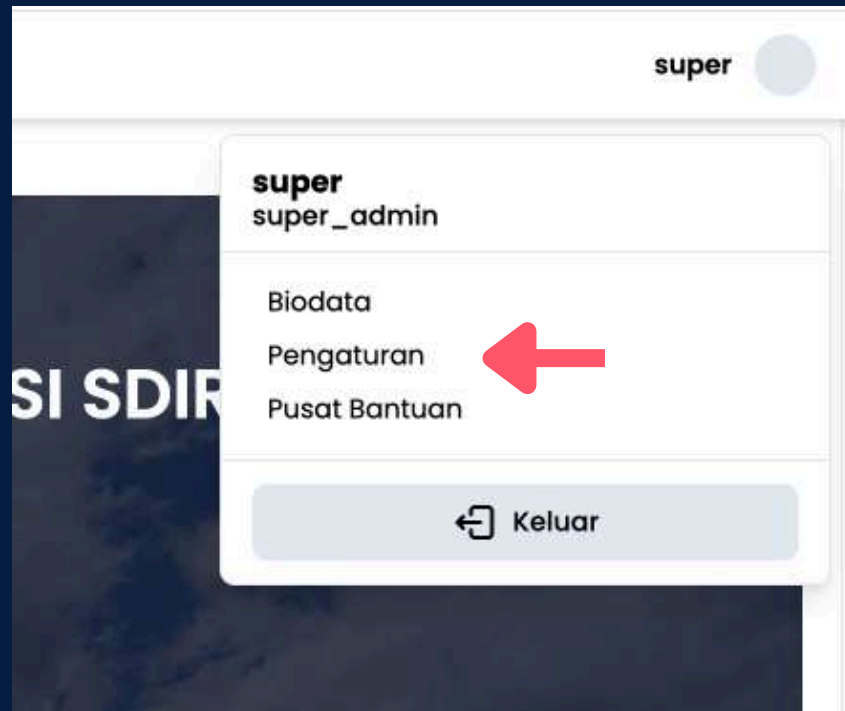 super
super
super_admin
Biodata
Pengaturan
SI SDIR
Pusat Bantuan
Keluar